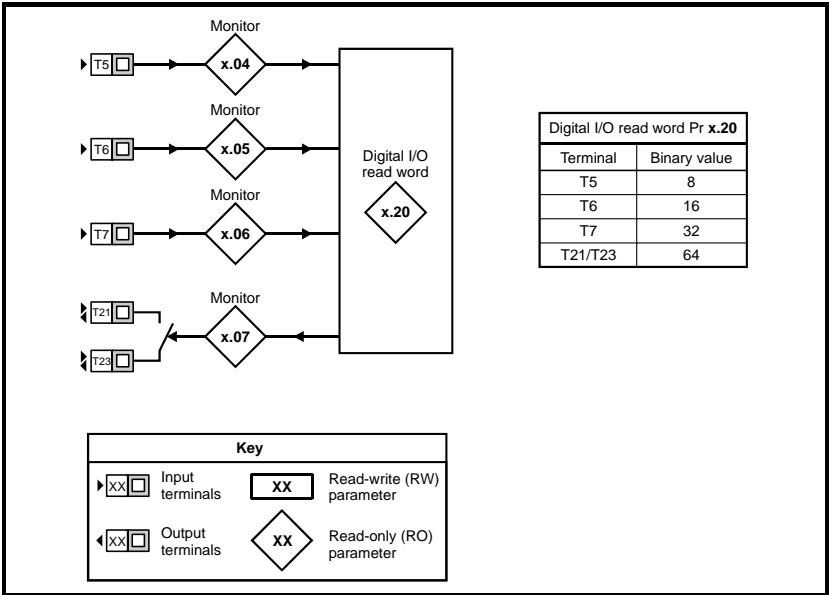 Monitor
T5
x.04
Monitor
T6
x.05
Monitor
T7
x.06
Monitor
T21
x.07
T23
Digital I/O
read word
x.20
Digital I/O read word Pr x.20
Terminal Binary value
T5 8
T6 16
T7 32
T21/T23 64
Key
XX
Input
terminals
XX
Read-write (RW)
parameter
XX
Output
terminals
XX
Read-only (RO)
parameter